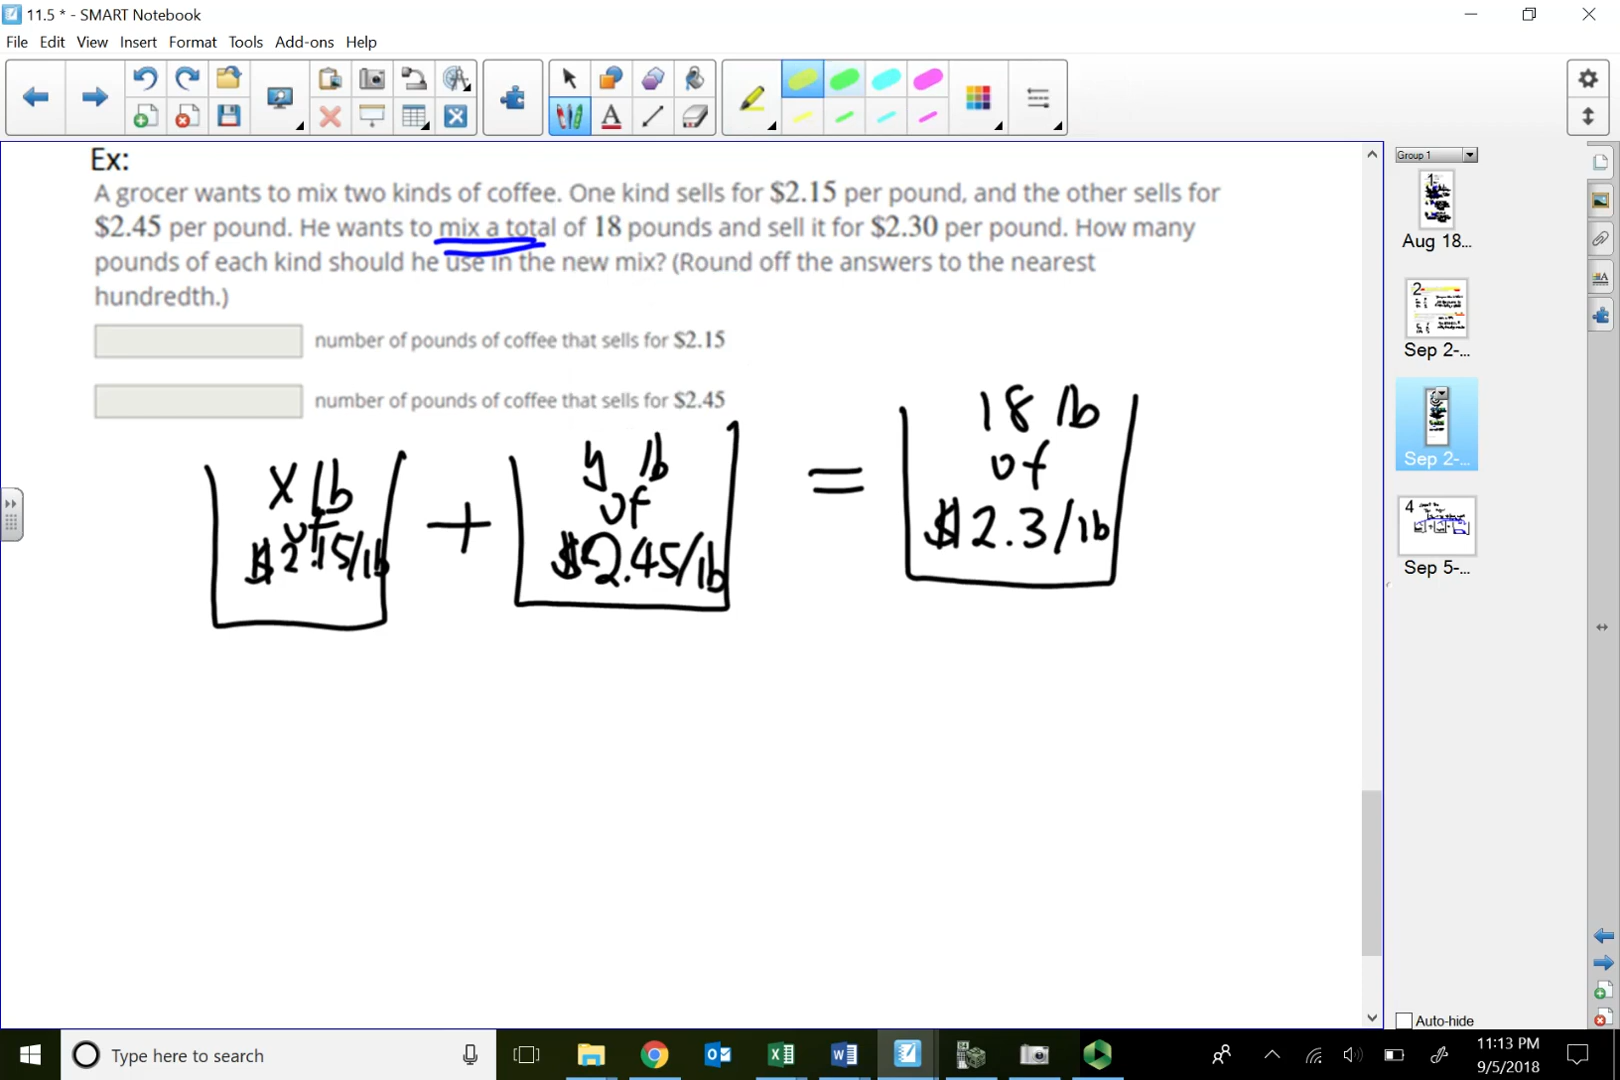 11.5 * - SMART Notebook
File Edit View Insert Format Tools Add-ons Help
Ex:
A grocer wants to mix two kinds of coffee. One kind sells for $2.15 per pound, and the other sells for
$2.45 per pound. He wants to mix a total of 18 pounds and sell it for $2.30 per pound. How many
pounds of each kind should he use in the new mix? (Round off the answers to the nearest
hundredth.)
number of pounds of coffee that sells for $2.15
number of pounds of coffee that sells for $2.45
x lb
of
$2.15/lb
+
y lb
of
$2.45/lb
=
18 lb
of
$2.3/lb
Group 1
1
Aug 18...
2
Sep 2-...
Sep 2-...
4
Sep 5-...
Auto-hide
Type here to search
11:13 PM
9/5/2018